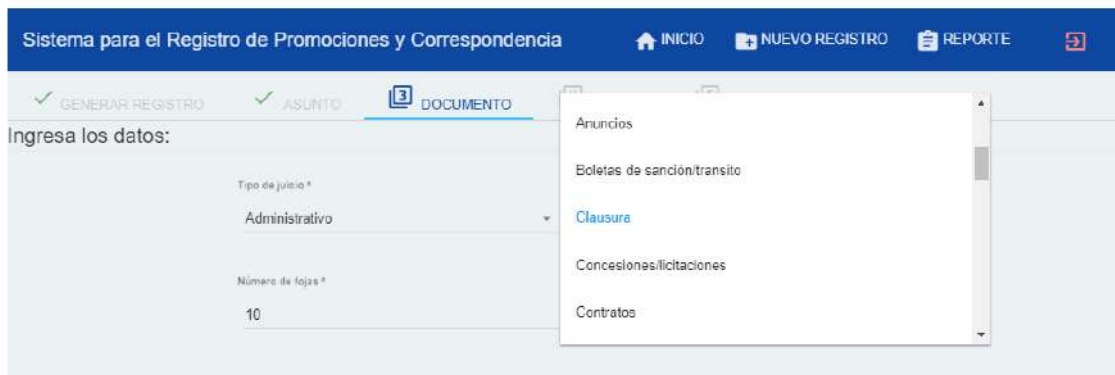 Sistema para el Registro de Promociones y Correspondencia INICIO NUEVO REGISTRO REPORTE
GENERAR REGISTRO ASUNTO 3 DOCUMENTO
Ingresa los datos:
Tipo de juicio *
Administrativo
Número de fojas *
10
Anuncios
Boletas de sanción/transito
Clausura
Concesiones/licitaciones
Contratos